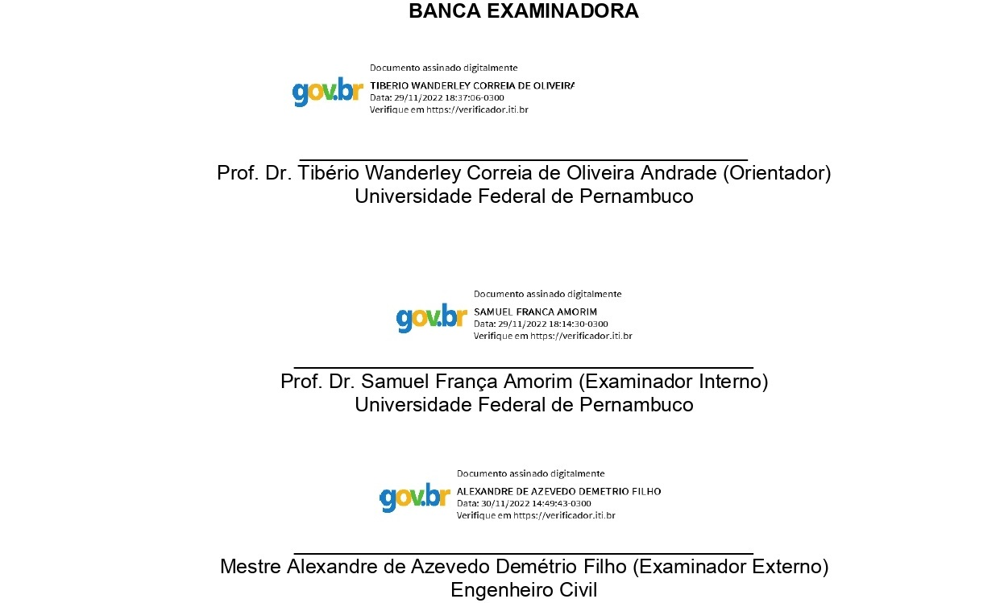 BANCA EXAMINADORA
Documento assinado digitalmente
gov.br
TIBERIO WANDERLEY CORREIA DE OLIVEIRA
Data: 29/11/2022 18:37:06-0300
Verifique em https://verificador.iti.br
Prof. Dr. Tibério Wanderley Correia de Oliveira Andrade (Orientador)
Universidade Federal de Pernambuco
Documento assinado digitalmente
gov.br
SAMUEL FRANCA AMORIM
Data: 29/11/2022 18:14:30-0300
Verifique em https://verificador.iti.br
Prof. Dr. Samuel França Amorim (Examinador Interno)
Universidade Federal de Pernambuco
Documento assinado digitalmente
gov.br
ALEXANDRE DE AZEVEDO DEMETRIO FILHO
Data: 30/11/2022 14:49:43-0300
Verifique em https://verificador.iti.br
Mestre Alexandre de Azevedo Demétrio Filho (Examinador Externo)
Engenheiro Civil